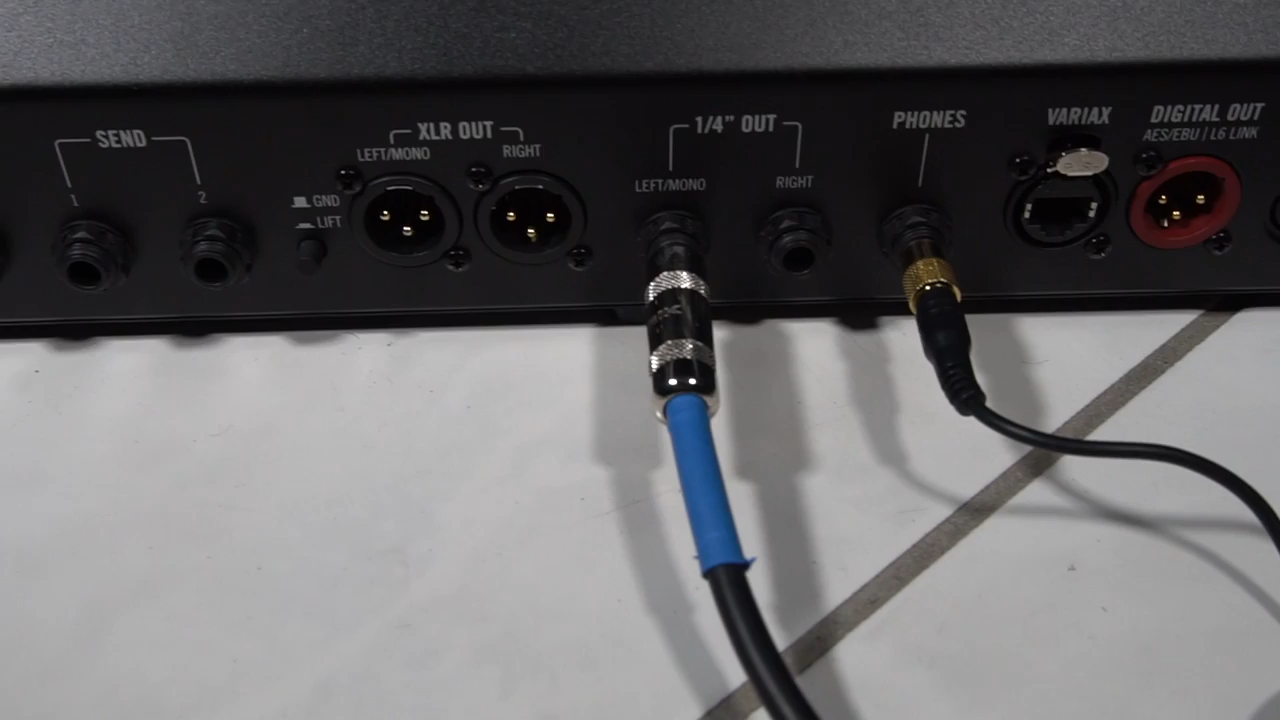 SEND
1
2
GND
LIFT
XLR OUT
LEFT/MONO
RIGHT
1/4" OUT
LEFT/MONO
RIGHT
PHONES
VARIAX
DIGITAL OUT
AES/EBU | L6 LINK